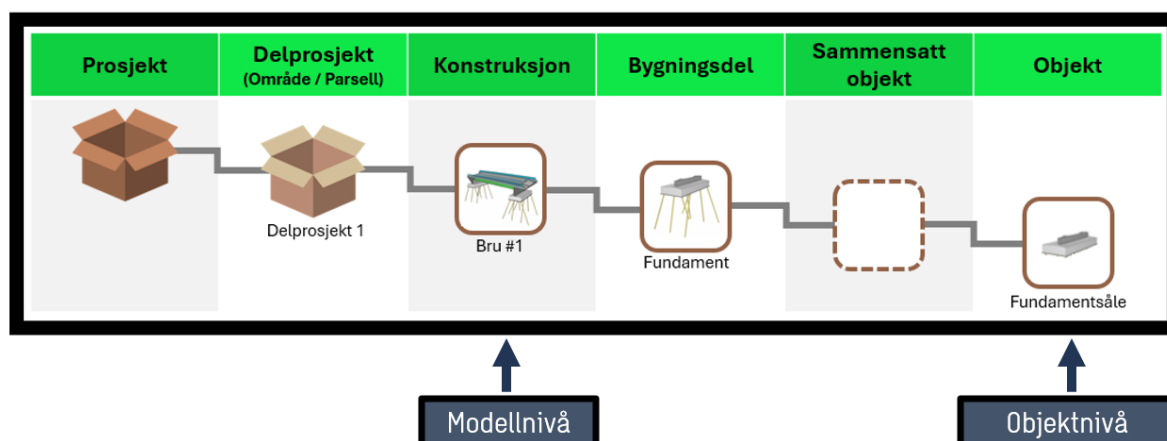 Prosjekt
Delprosjekt
(Område / Parsell)
Konstruksjon
Bygningsdel
Sammensatt
objekt
Objekt
Delprosjekt 1
Bru #1
Fundament
Fundamentsåle
Modellnivå
Objektnivå